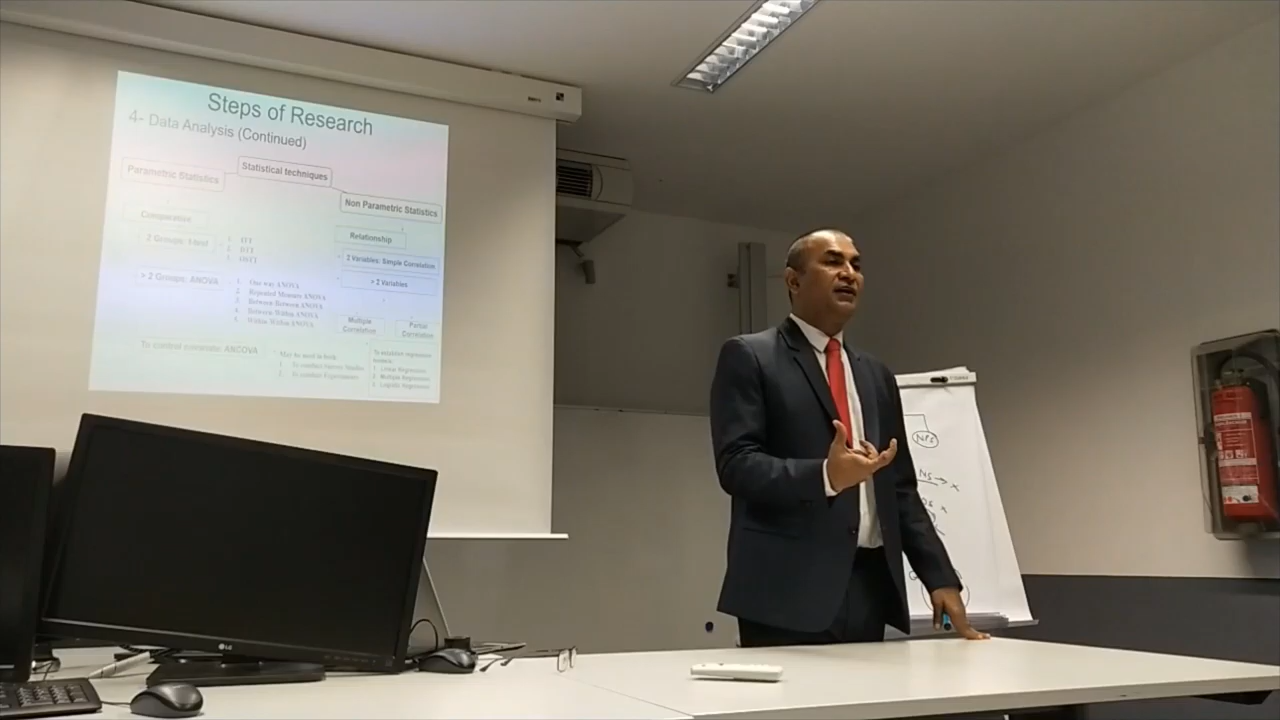 Steps of Research
4- Data Analysis (Continued)
Statistical techniques
Parametric Statistics
Non Parametric Statistics
Comparative
Relationship
2 Groups: t-test
2 Variables: Simple Correlation
> 2 Variables
> 2 Groups: ANOVA
1. One way ANOVA
2. Repeated Measure ANOVA
3. Between Between ANOVA
4. Between Within ANOVA
5. Within Within ANOVA
Multiple
Correlation
Partial
Correlation
To control covariate: ANCOVA
May be used in both:
1. To conduct Survey Studies
2. To conduct Experiments
To establish regression
models:
1. Linear Regression
2. Multiple Regression
3. Logistic Regression
NPS
NS → x
LG